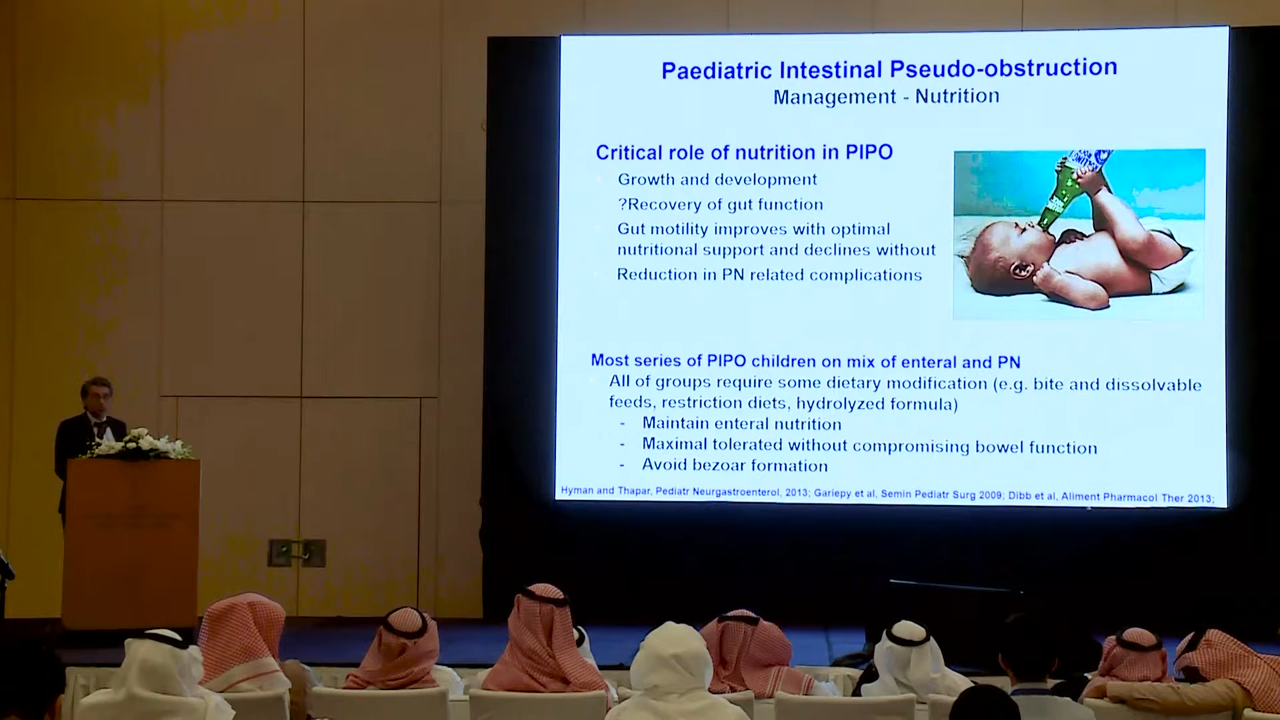 Paediatric Intestinal Pseudo-obstruction
Management - Nutrition
Critical role of nutrition in PIPO
Growth and development
?Recovery of gut function
Gut motility improves with optimal
nutritional support and declines without
Reduction in PN related complications
Most series of PIPO children on mix of enteral and PN
All of groups require some dietary modification (e.g. bite and dissolvable
feeds, restriction diets, hydrolyzed formula)
- Maintain enteral nutrition
- Maximal tolerated without compromising bowel function
- Avoid bezoar formation
Hyman and Thapar, Pediatr Neurgastroenterol, 2013; Gariepy et al, Semin Pediatr Surg 2009; Dibb et al, Aliment Pharmacol Ther 2013;